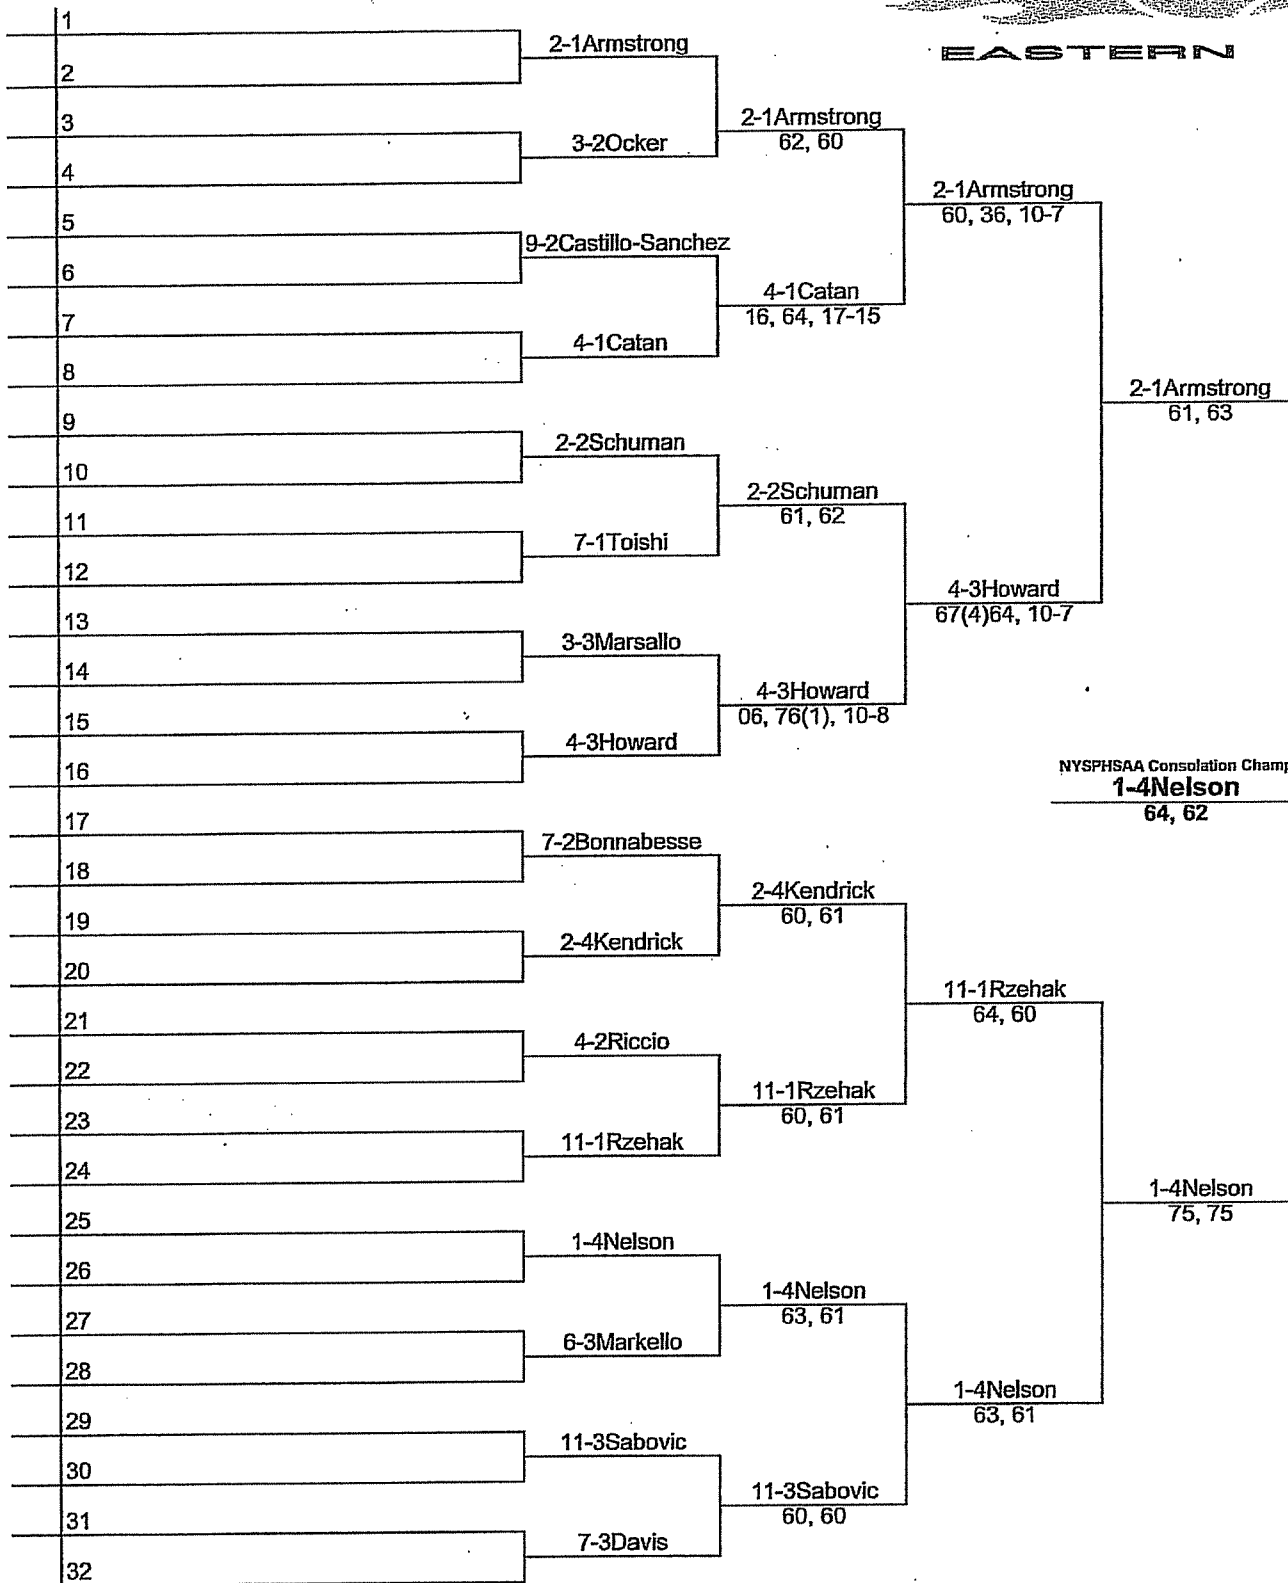 EASTERN
1
2-1Armstrong
2
3
2-1Armstrong
62, 60
3-2Ocker
4
2-1Armstrong
60, 36, 10-7
5
9-2Castillo-Sanchez
6
4-1Catan
16, 64, 17-15
7
4-1Catan
8
2-1Armstrong
61, 63
9
2-2Schuman
10
2-2Schuman
61, 62
11
7-1Toishi
12
4-3Howard
67(4)64, 10-7
13
3-3Marsallo
14
4-3Howard
06, 76(1), 10-8
15
4-3Howard
16
NYSPHSAA Consolation Champ
1-4Nelson
64, 62
17
7-2Bonnabesse
18
2-4Kendrick
60, 61
19
2-4Kendrick
20
11-1Rzehak
64, 60
21
4-2Riccio
22
11-1Rzehak
60, 61
23
11-1Rzehak
24
1-4Nelson
75, 75
25
1-4Nelson
26
1-4Nelson
63, 61
27
6-3Markello
28
1-4Nelson
63, 61
29
11-3Sabovic
30
11-3Sabovic
60, 60
31
7-3Davis
32